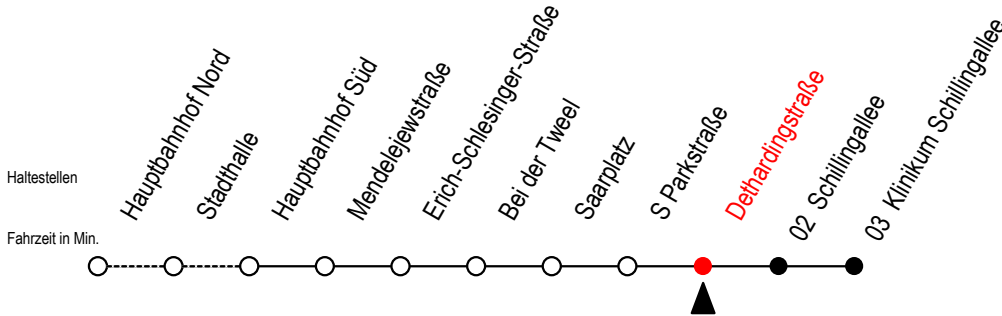 Haltestellen
Fahrzeit in Min.
Hauptbahnhof Nord
Stadthalle
Hauptbahnhof Süd
Mendelejewstraße
Erich-Schlesinger-Straße
Bei der Tweel
Saarplatz
S Parkstraße
Dethardingstraße
02 Schillingallee
03 Klinikum Schillingallee